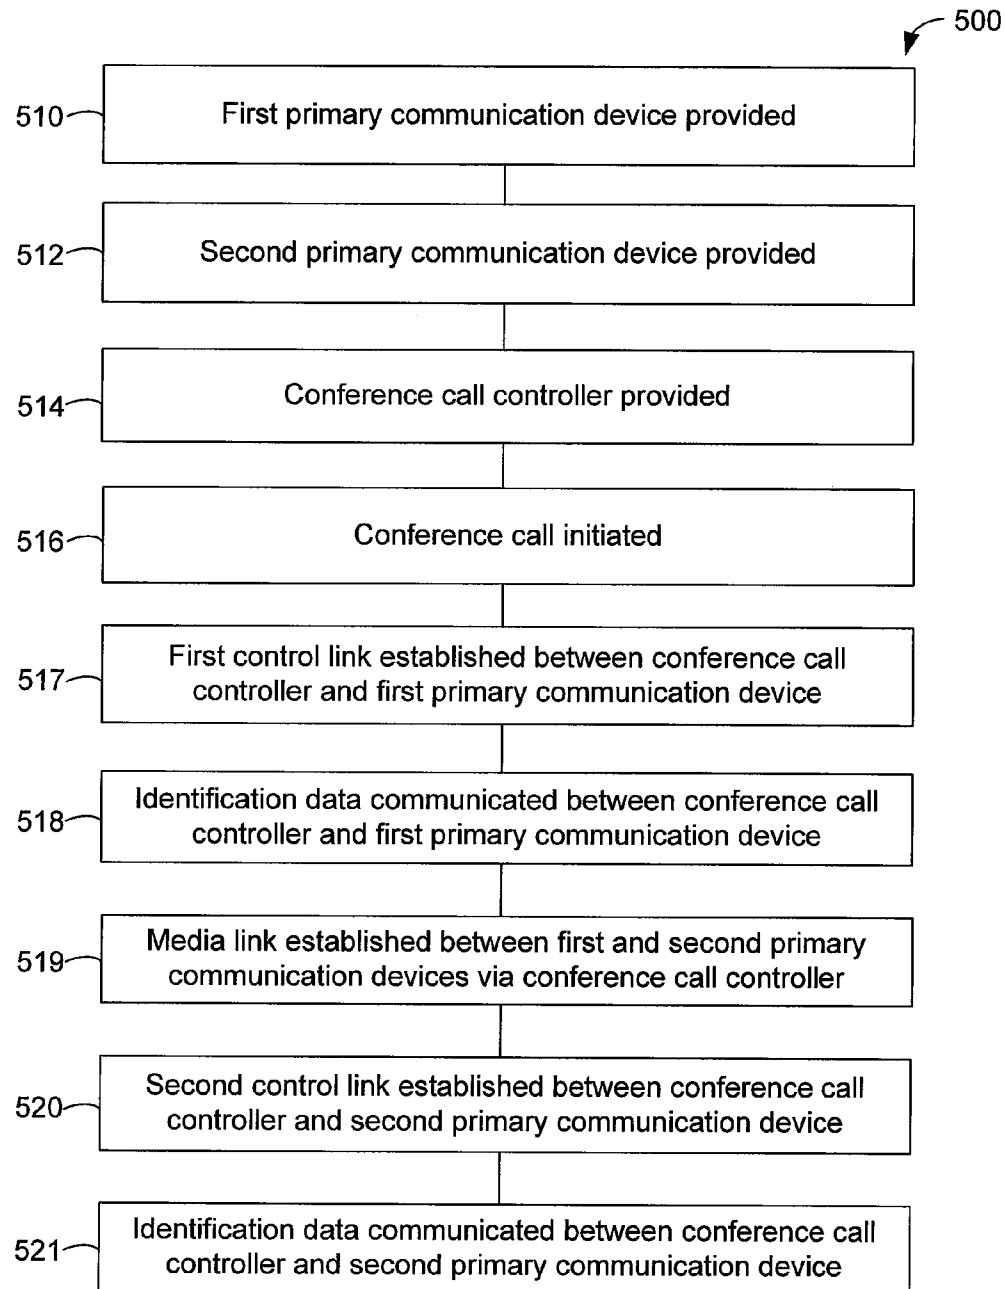 500
510
First primary communication device provided
512
Second primary communication device provided
514
Conference call controller provided
516
Conference call initiated
517
First control link established between conference call
controller and first primary communication device
518
Identification data communicated between conference call
controller and first primary communication device
519
Media link established between first and second primary
communication devices via conference call controller
520
Second control link established between conference call
controller and second primary communication device
521
Identification data communicated between conference call
controller and second primary communication device